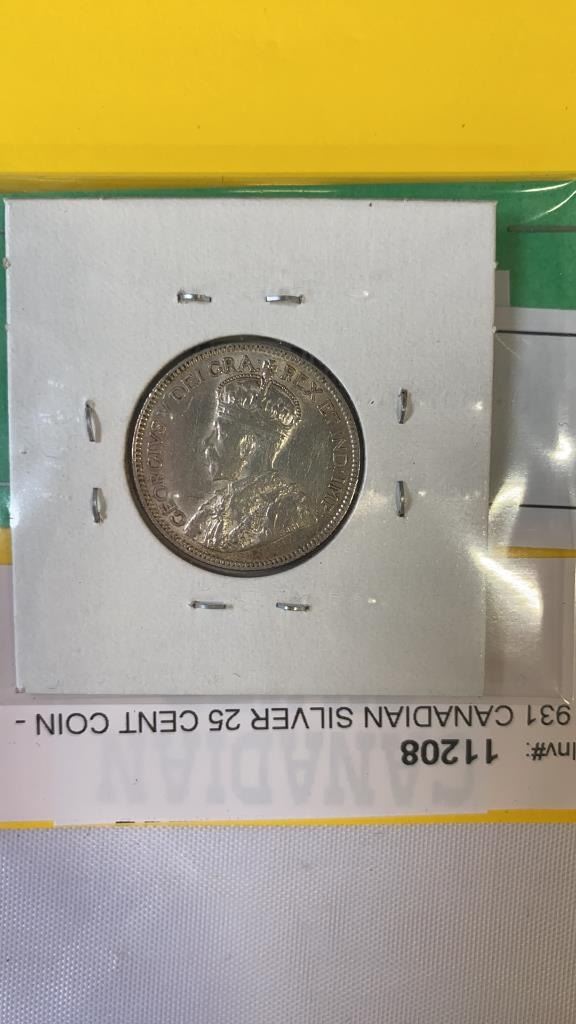 GEORGIVS V DEI GRA: REX ET IND: IMP:
CANADIAN
Inv#: 11208
931 CANADIAN SILVER 25 CENT COIN -